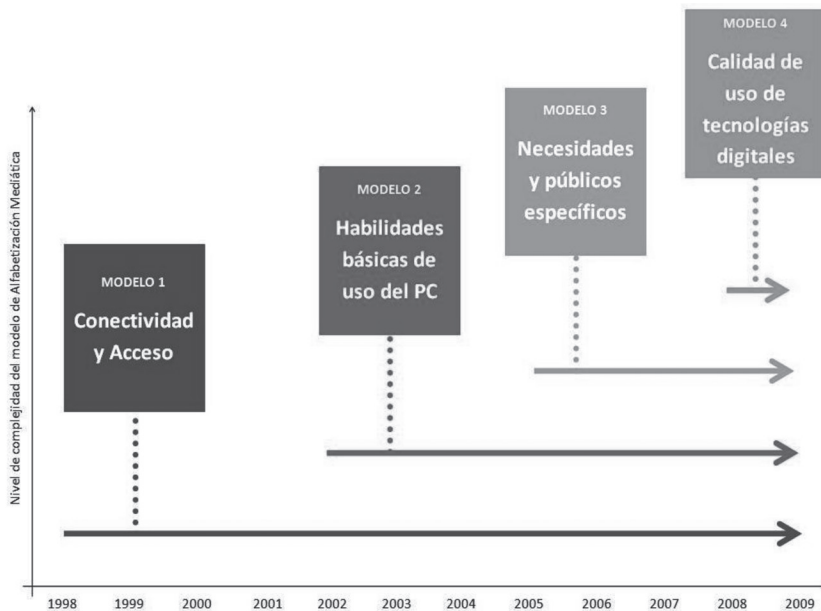 MODELO 4
Calidad de
uso de
tecnologías
digitales
MODELO 3
Necesidades
y públicos
específicos
MODELO 2
Habilidades
básicas de
uso del PC
MODELO 1
Conectividad
y Acceso
Nivel de complejidad del modelo de Alfabetización Mediática
1998 1999 2000 2001 2002 2003 2004 2005 2006 2007 2008 2009